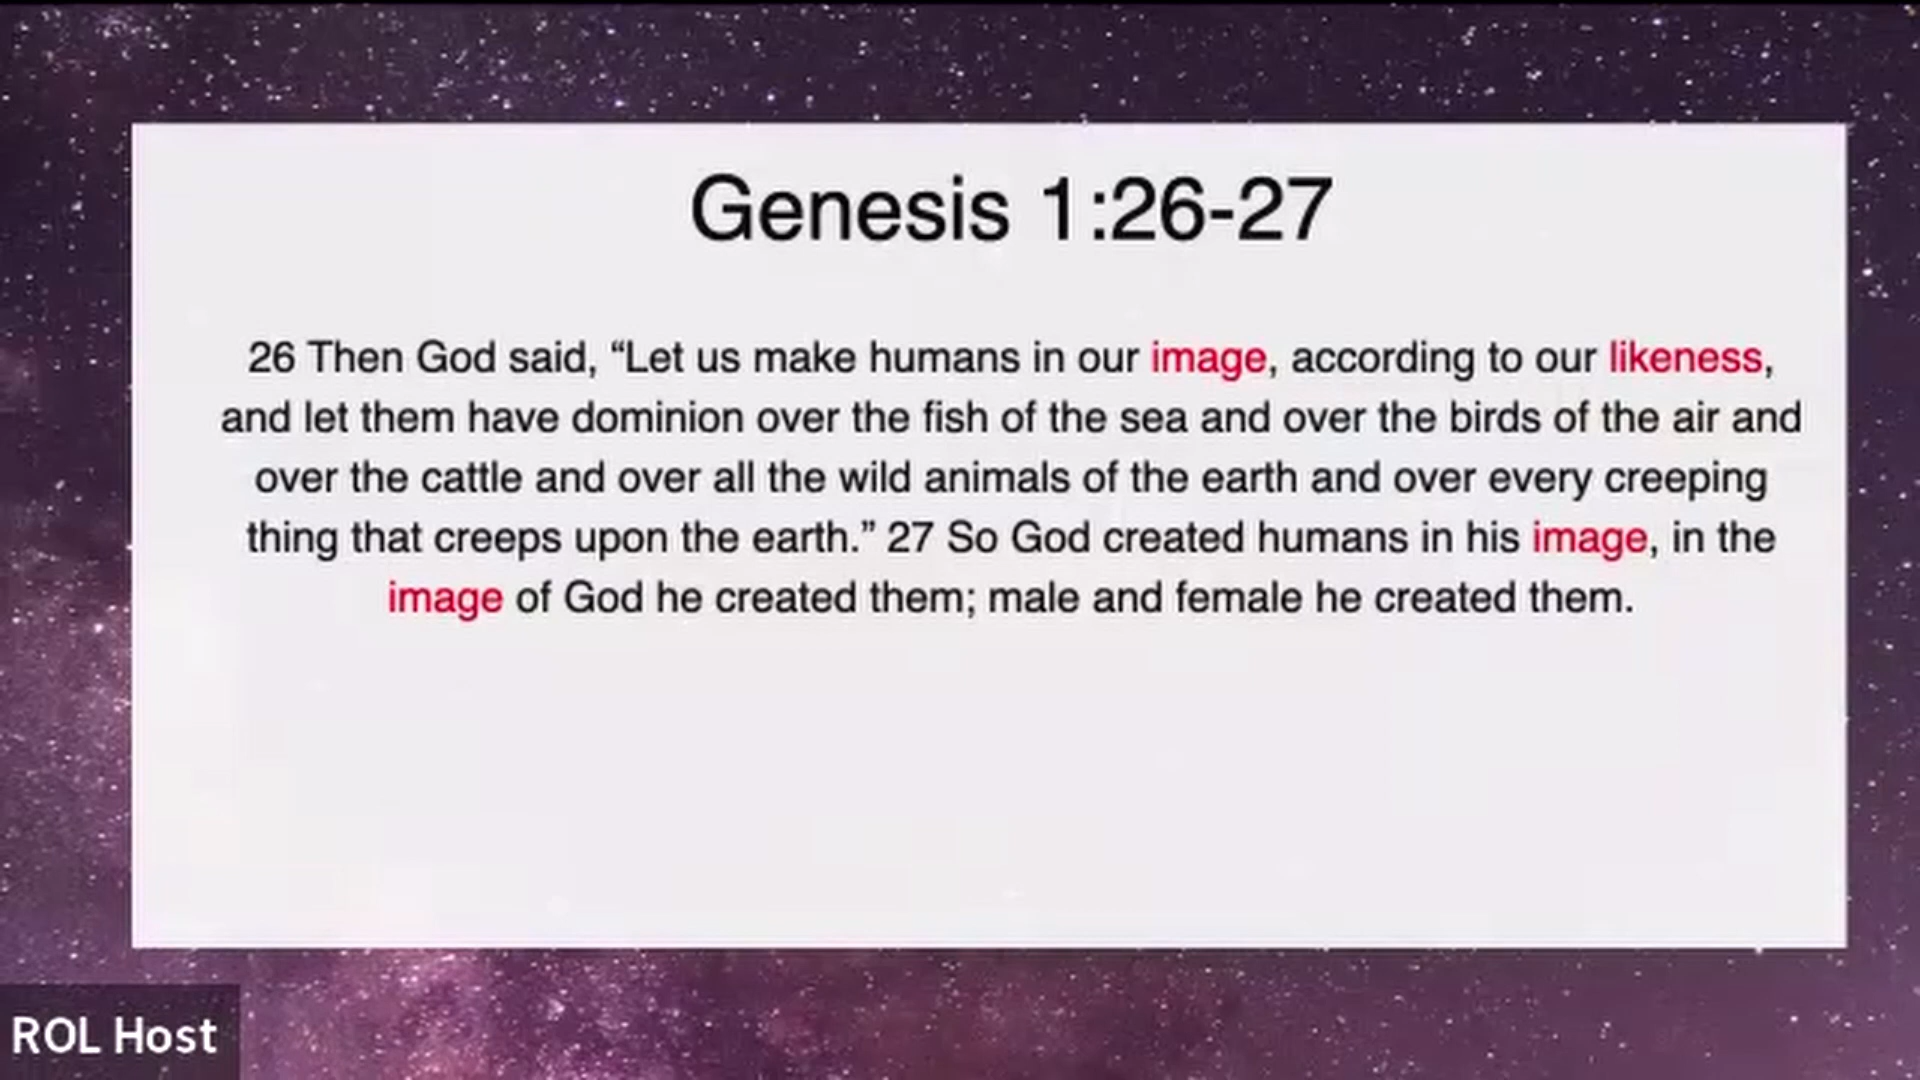 Genesis 1:26-27
26 Then God said, “Let us make humans in our image, according to our likeness,
and let them have dominion over the fish of the sea and over the birds of the air and
over the cattle and over all the wild animals of the earth and over every creeping
thing that creeps upon the earth.” 27 So God created humans in his image, in the
image of God he created them; male and female he created them.
ROL Host